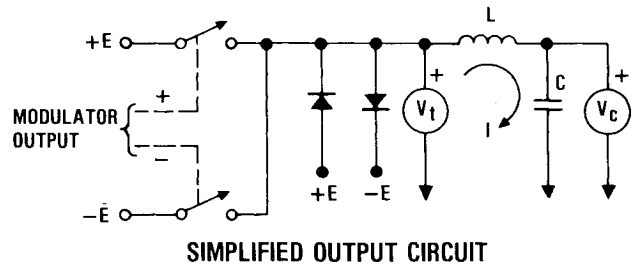 +E
L
+
+
+
C
MODULATOR
OUTPUT
Vt
Vc
I
−
+E
−E
−E
SIMPLIFIED OUTPUT CIRCUIT